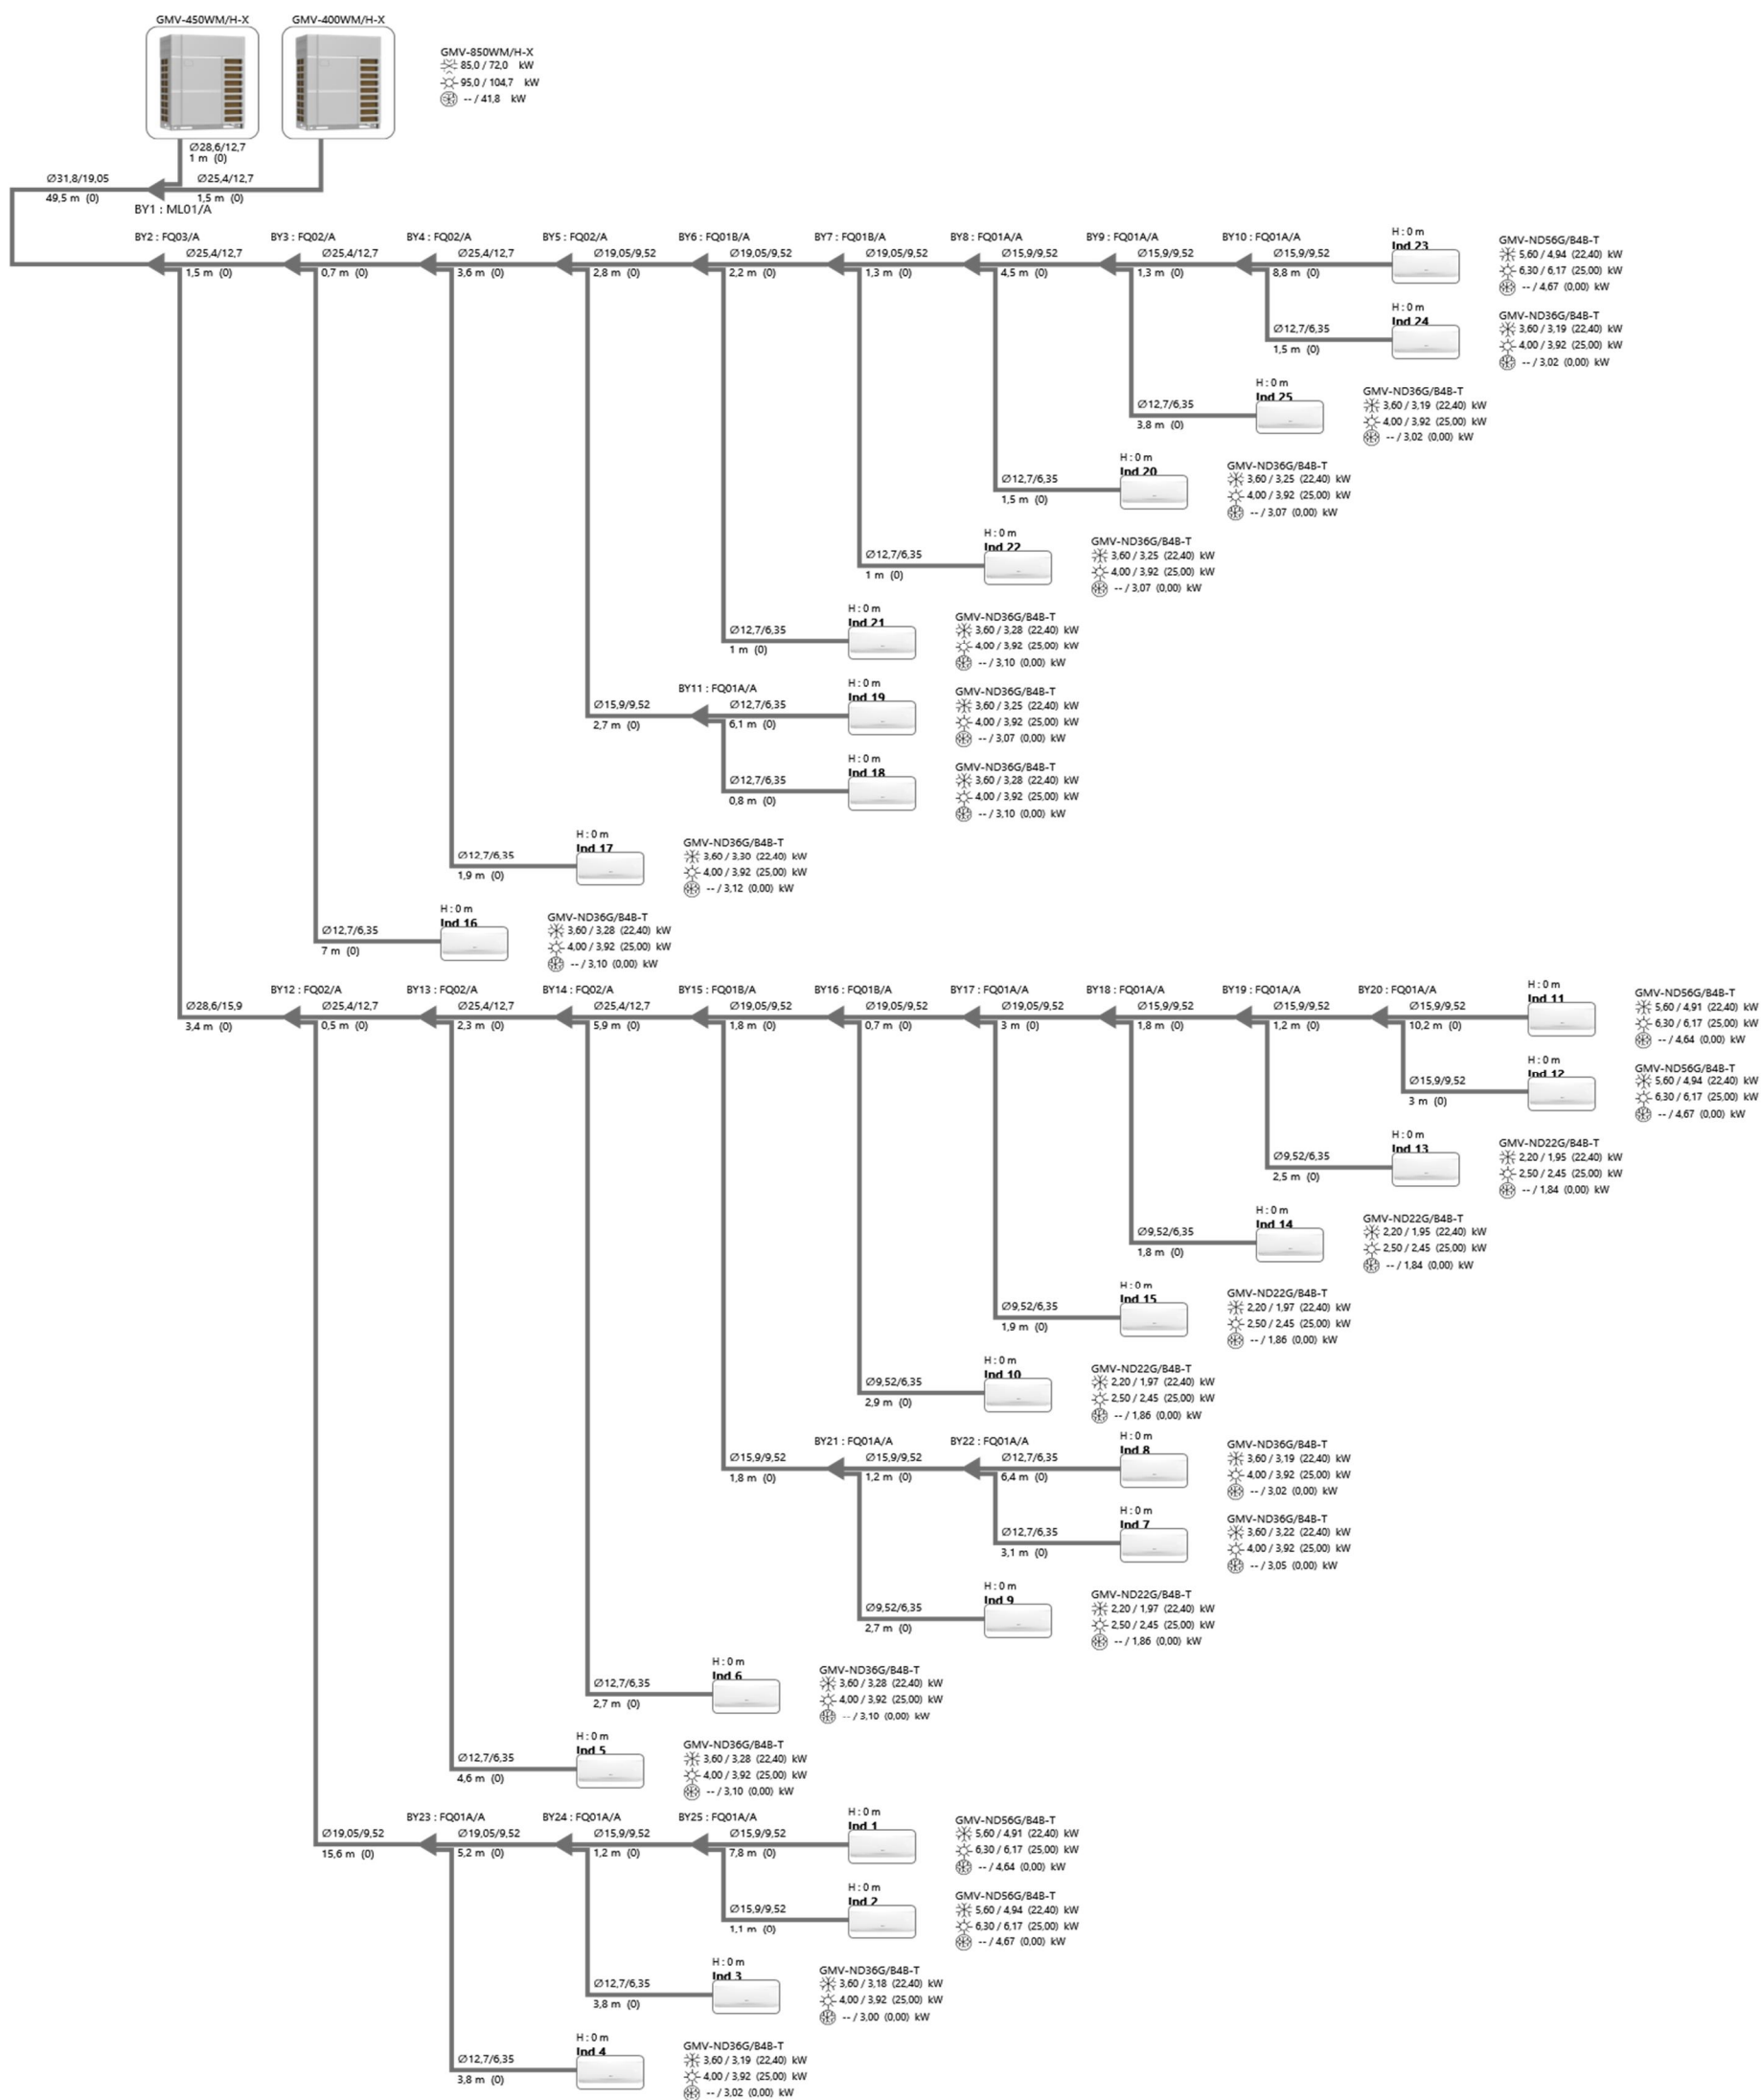 GMV-450WM/H-X
GMV-400WM/H-X
GMV-850WM/H-X
85,0 / 72,0 kW
95,0 / 104,7 kW
-- / 41,8 kW
Ø28,6/12,7
1 m (0)
Ø31,8/19,05
49,5 m (0)
Ø25,4/12,7
1,5 m (0)
BY1 : ML01/A
BY2 : FQ03/A
Ø25,4/12,7
1,5 m (0)
BY3 : FQ02/A
Ø25,4/12,7
0,7 m (0)
BY4 : FQ02/A
Ø25,4/12,7
3,6 m (0)
BY5 : FQ02/A
Ø19,05/9,52
2,8 m (0)
BY6 : FQ01B/A
Ø19,05/9,52
2,2 m (0)
BY7 : FQ01B/A
Ø19,05/9,52
1,3 m (0)
BY8 : FQ01A/A
Ø15,9/9,52
4,5 m (0)
BY9 : FQ01A/A
Ø15,9/9,52
1,3 m (0)
BY10 : FQ01A/A
Ø15,9/9,52
8,8 m (0)
H : 0 m
Ind 23
GMV-ND56G/B4B-T
5,60 / 4,94 (22,40) kW
6,30 / 6,17 (25,00) kW
-- / 4,67 (0,00) kW
Ø12,7/6,35
1,5 m (0)
H : 0 m
Ind 24
GMV-ND36G/B4B-T
3,60 / 3,19 (22,40) kW
4,00 / 3,92 (25,00) kW
-- / 3,02 (0,00) kW
Ø12,7/6,35
3,8 m (0)
H : 0 m
Ind 25
GMV-ND36G/B4B-T
3,60 / 3,19 (22,40) kW
4,00 / 3,92 (25,00) kW
-- / 3,02 (0,00) kW
Ø12,7/6,35
1,5 m (0)
H : 0 m
Ind 20
GMV-ND36G/B4B-T
3,60 / 3,25 (22,40) kW
4,00 / 3,92 (25,00) kW
-- / 3,07 (0,00) kW
Ø12,7/6,35
1 m (0)
H : 0 m
Ind 22
GMV-ND36G/B4B-T
3,60 / 3,25 (22,40) kW
4,00 / 3,92 (25,00) kW
-- / 3,07 (0,00) kW
Ø12,7/6,35
1 m (0)
H : 0 m
Ind 21
GMV-ND36G/B4B-T
3,60 / 3,28 (22,40) kW
4,00 / 3,92 (25,00) kW
-- / 3,10 (0,00) kW
Ø15,9/9,52
2,7 m (0)
BY11 : FQ01A/A
Ø12,7/6,35
6,1 m (0)
H : 0 m
Ind 19
GMV-ND36G/B4B-T
3,60 / 3,25 (22,40) kW
4,00 / 3,92 (25,00) kW
-- / 3,07 (0,00) kW
Ø12,7/6,35
0,8 m (0)
H : 0 m
Ind 18
GMV-ND36G/B4B-T
3,60 / 3,28 (22,40) kW
4,00 / 3,92 (25,00) kW
-- / 3,10 (0,00) kW
Ø12,7/6,35
1,9 m (0)
H : 0 m
Ind 17
GMV-ND36G/B4B-T
3,60 / 3,30 (22,40) kW
4,00 / 3,92 (25,00) kW
-- / 3,12 (0,00) kW
Ø12,7/6,35
7 m (0)
H : 0 m
Ind 16
GMV-ND36G/B4B-T
3,60 / 3,28 (22,40) kW
4,00 / 3,92 (25,00) kW
-- / 3,10 (0,00) kW
Ø28,6/15,9
3,4 m (0)
BY12 : FQ02/A
Ø25,4/12,7
0,5 m (0)
BY13 : FQ02/A
Ø25,4/12,7
2,3 m (0)
BY14 : FQ02/A
Ø25,4/12,7
5,9 m (0)
BY15 : FQ01B/A
Ø19,05/9,52
1,8 m (0)
BY16 : FQ01B/A
Ø19,05/9,52
0,7 m (0)
BY17 : FQ01A/A
Ø19,05/9,52
3 m (0)
BY18 : FQ01A/A
Ø15,9/9,52
1,8 m (0)
BY19 : FQ01A/A
Ø15,9/9,52
1,2 m (0)
BY20 : FQ01A/A
Ø15,9/9,52
10,2 m (0)
H : 0 m
Ind 11
GMV-ND56G/B4B-T
5,60 / 4,91 (22,40) kW
6,30 / 6,17 (25,00) kW
-- / 4,64 (0,00) kW
Ø15,9/9,52
3 m (0)
H : 0 m
Ind 12
GMV-ND56G/B4B-T
5,60 / 4,94 (22,40) kW
6,30 / 6,17 (25,00) kW
-- / 4,67 (0,00) kW
Ø9,52/6,35
2,5 m (0)
H : 0 m
Ind 13
GMV-ND22G/B4B-T
2,20 / 1,95 (22,40) kW
2,50 / 2,45 (25,00) kW
-- / 1,84 (0,00) kW
Ø9,52/6,35
1,8 m (0)
H : 0 m
Ind 14
GMV-ND22G/B4B-T
2,20 / 1,95 (22,40) kW
2,50 / 2,45 (25,00) kW
-- / 1,84 (0,00) kW
Ø9,52/6,35
1,9 m (0)
H : 0 m
Ind 15
GMV-ND22G/B4B-T
2,20 / 1,97 (22,40) kW
2,50 / 2,45 (25,00) kW
-- / 1,86 (0,00) kW
Ø9,52/6,35
2,9 m (0)
H : 0 m
Ind 10
GMV-ND22G/B4B-T
2,20 / 1,97 (22,40) kW
2,50 / 2,45 (25,00) kW
-- / 1,86 (0,00) kW
Ø15,9/9,52
1,8 m (0)
BY21 : FQ01A/A
Ø15,9/9,52
1,2 m (0)
BY22 : FQ01A/A
Ø12,7/6,35
6,4 m (0)
H : 0 m
Ind 8
GMV-ND36G/B4B-T
3,60 / 3,19 (22,40) kW
4,00 / 3,92 (25,00) kW
-- / 3,02 (0,00) kW
Ø12,7/6,35
3,1 m (0)
H : 0 m
Ind 7
GMV-ND36G/B4B-T
3,60 / 3,22 (22,40) kW
4,00 / 3,92 (25,00) kW
-- / 3,05 (0,00) kW
Ø9,52/6,35
2,7 m (0)
H : 0 m
Ind 9
GMV-ND22G/B4B-T
2,20 / 1,97 (22,40) kW
2,50 / 2,45 (25,00) kW
-- / 1,86 (0,00) kW
Ø12,7/6,35
2,7 m (0)
H : 0 m
Ind 6
GMV-ND36G/B4B-T
3,60 / 3,28 (22,40) kW
4,00 / 3,92 (25,00) kW
-- / 3,10 (0,00) kW
Ø12,7/6,35
4,6 m (0)
H : 0 m
Ind 5
GMV-ND36G/B4B-T
3,60 / 3,28 (22,40) kW
4,00 / 3,92 (25,00) kW
-- / 3,10 (0,00) kW
Ø19,05/9,52
15,6 m (0)
BY23 : FQ01A/A
Ø19,05/9,52
5,2 m (0)
BY24 : FQ01A/A
Ø15,9/9,52
1,2 m (0)
BY25 : FQ01A/A
Ø15,9/9,52
7,8 m (0)
H : 0 m
Ind 1
GMV-ND56G/B4B-T
5,60 / 4,91 (22,40) kW
6,30 / 6,17 (25,00) kW
-- / 4,64 (0,00) kW
Ø15,9/9,52
1,1 m (0)
H : 0 m
Ind 2
GMV-ND56G/B4B-T
5,60 / 4,94 (22,40) kW
6,30 / 6,17 (25,00) kW
-- / 4,67 (0,00) kW
Ø12,7/6,35
3,8 m (0)
H : 0 m
Ind 3
GMV-ND36G/B4B-T
3,60 / 3,18 (22,40) kW
4,00 / 3,92 (25,00) kW
-- / 3,00 (0,00) kW
Ø12,7/6,35
3,8 m (0)
H : 0 m
Ind 4
GMV-ND36G/B4B-T
3,60 / 3,19 (22,40) kW
4,00 / 3,92 (25,00) kW
-- / 3,02 (0,00) kW